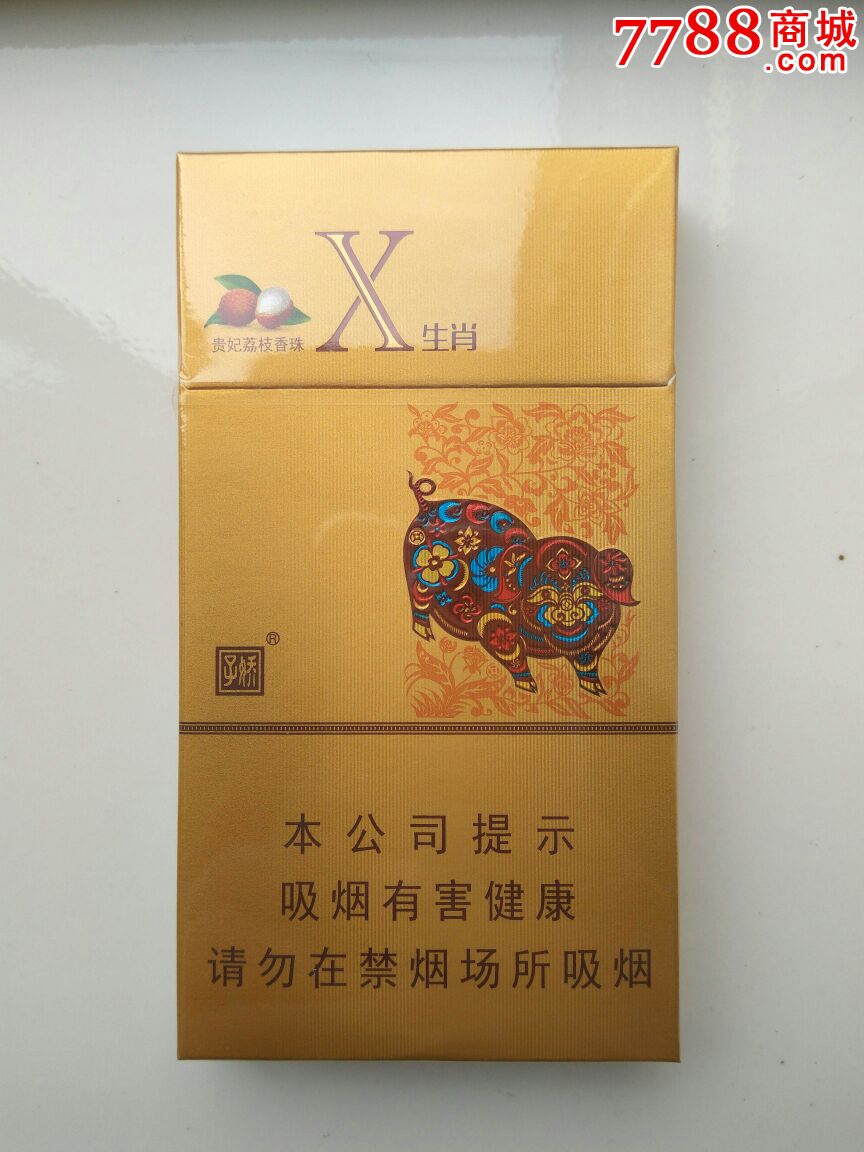 7788商城
.com
X 生肖
贵妃荔枝香珠
娇子
®
本公司提示
吸烟有害健康
请勿在禁烟场所吸烟